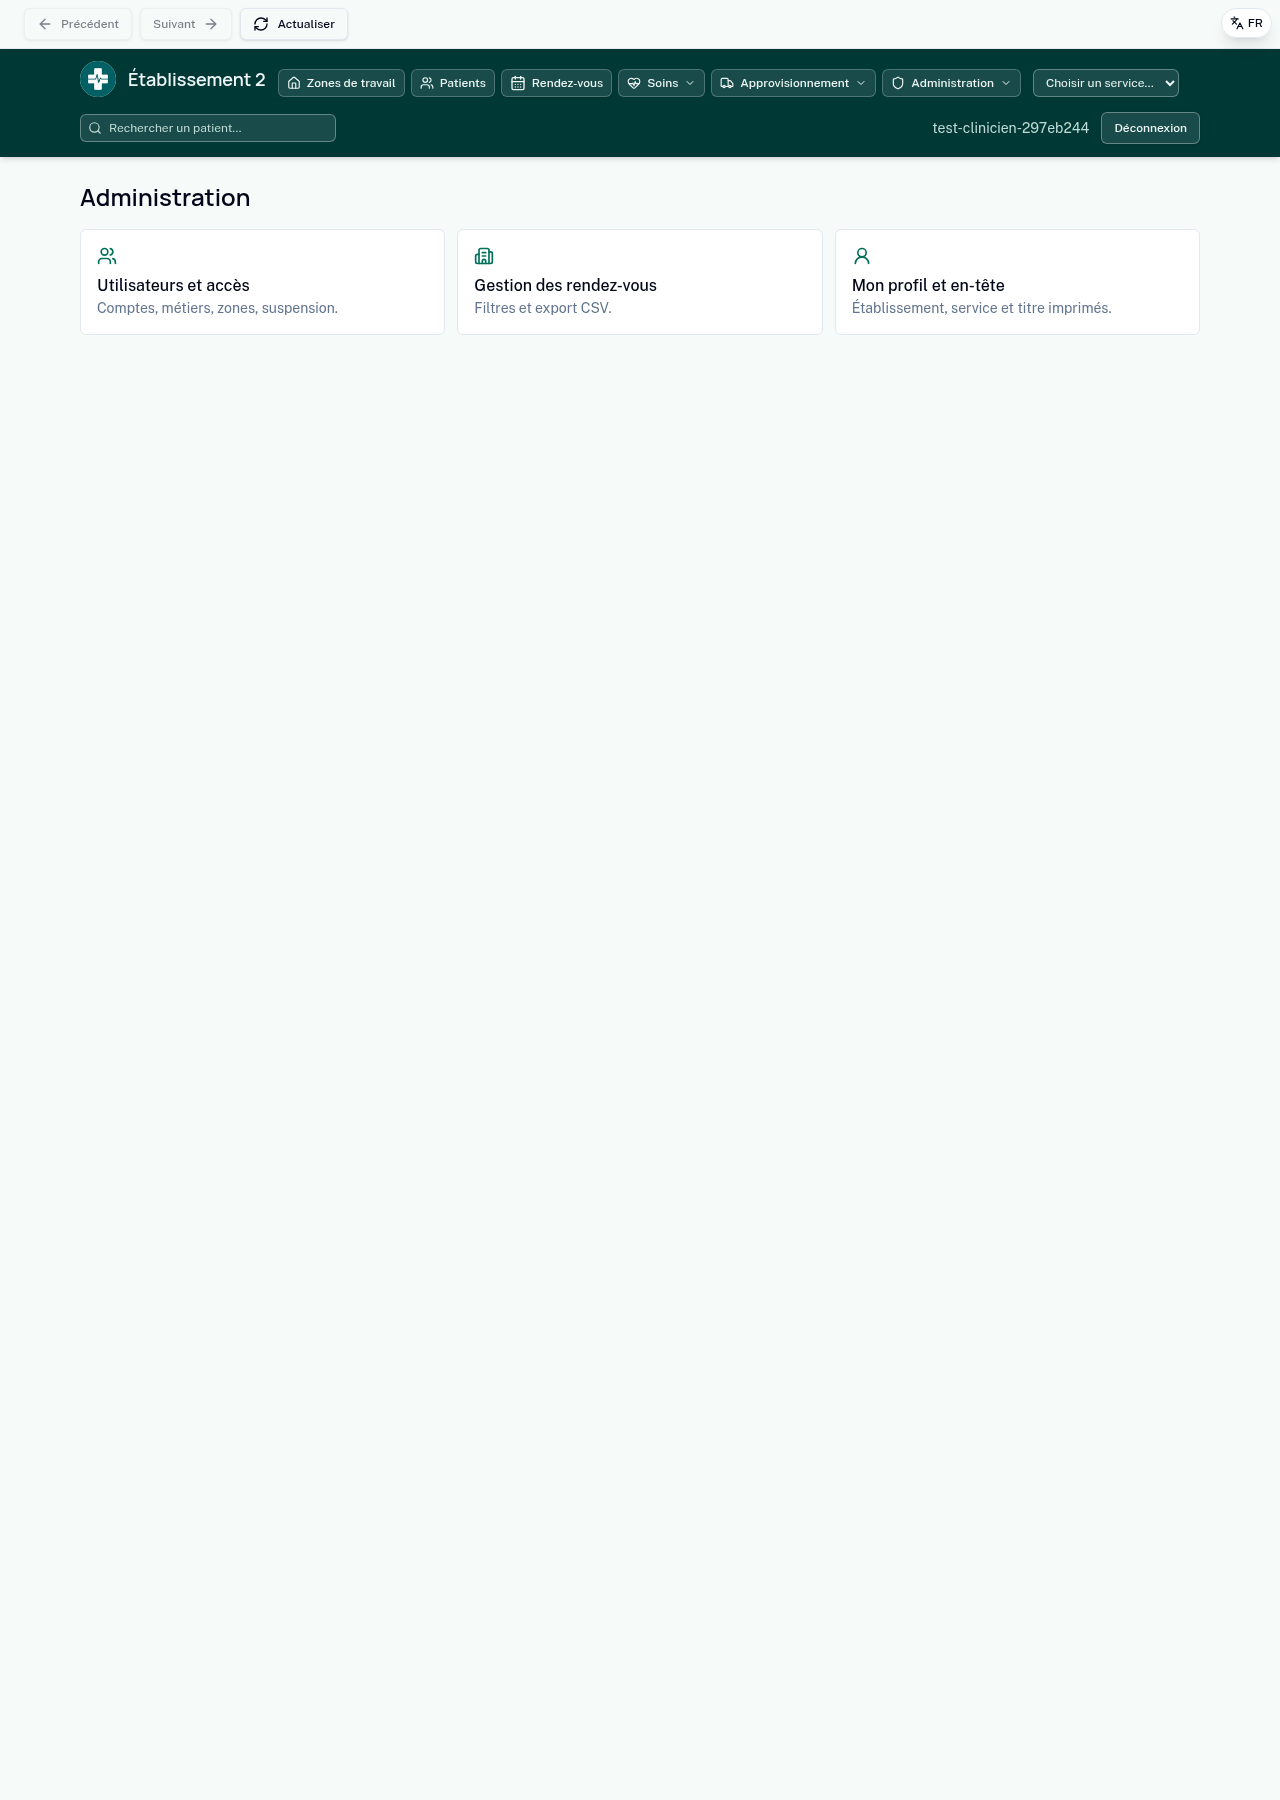 Précédent
Suivant
Actualiser
FR
Établissement 2
Zones de travail
Patients
Rendez-vous
Soins
Approvisionnement
Administration
Choisir un service...
Rechercher un patient...
test-clinicien-297eb244
Déconnexion
Administration
Utilisateurs et accès
Comptes, métiers, zones, suspension.
Gestion des rendez-vous
Filtres et export CSV.
Mon profil et en-tête
Établissement, service et titre imprimés.